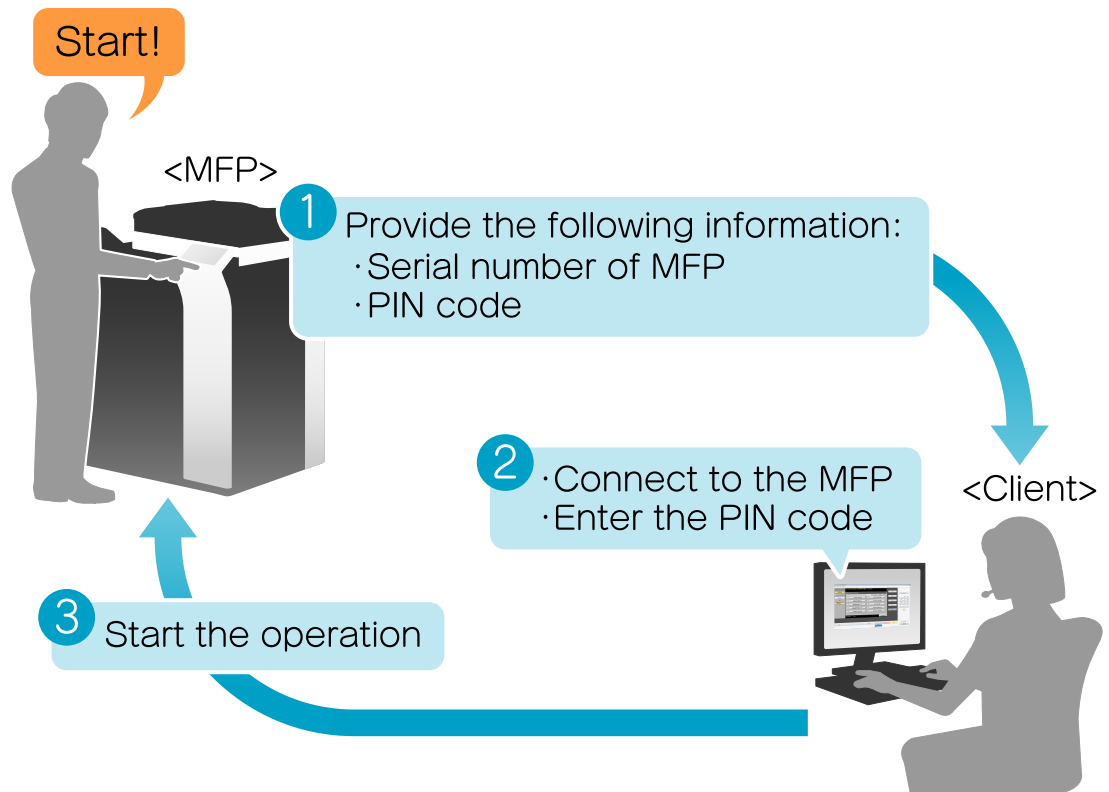 Start!
<MFP>
1
Provide the following information:
·Serial number of MFP
·PIN code
2
·Connect to the MFP
·Enter the PIN code
<Client>
3
Start the operation